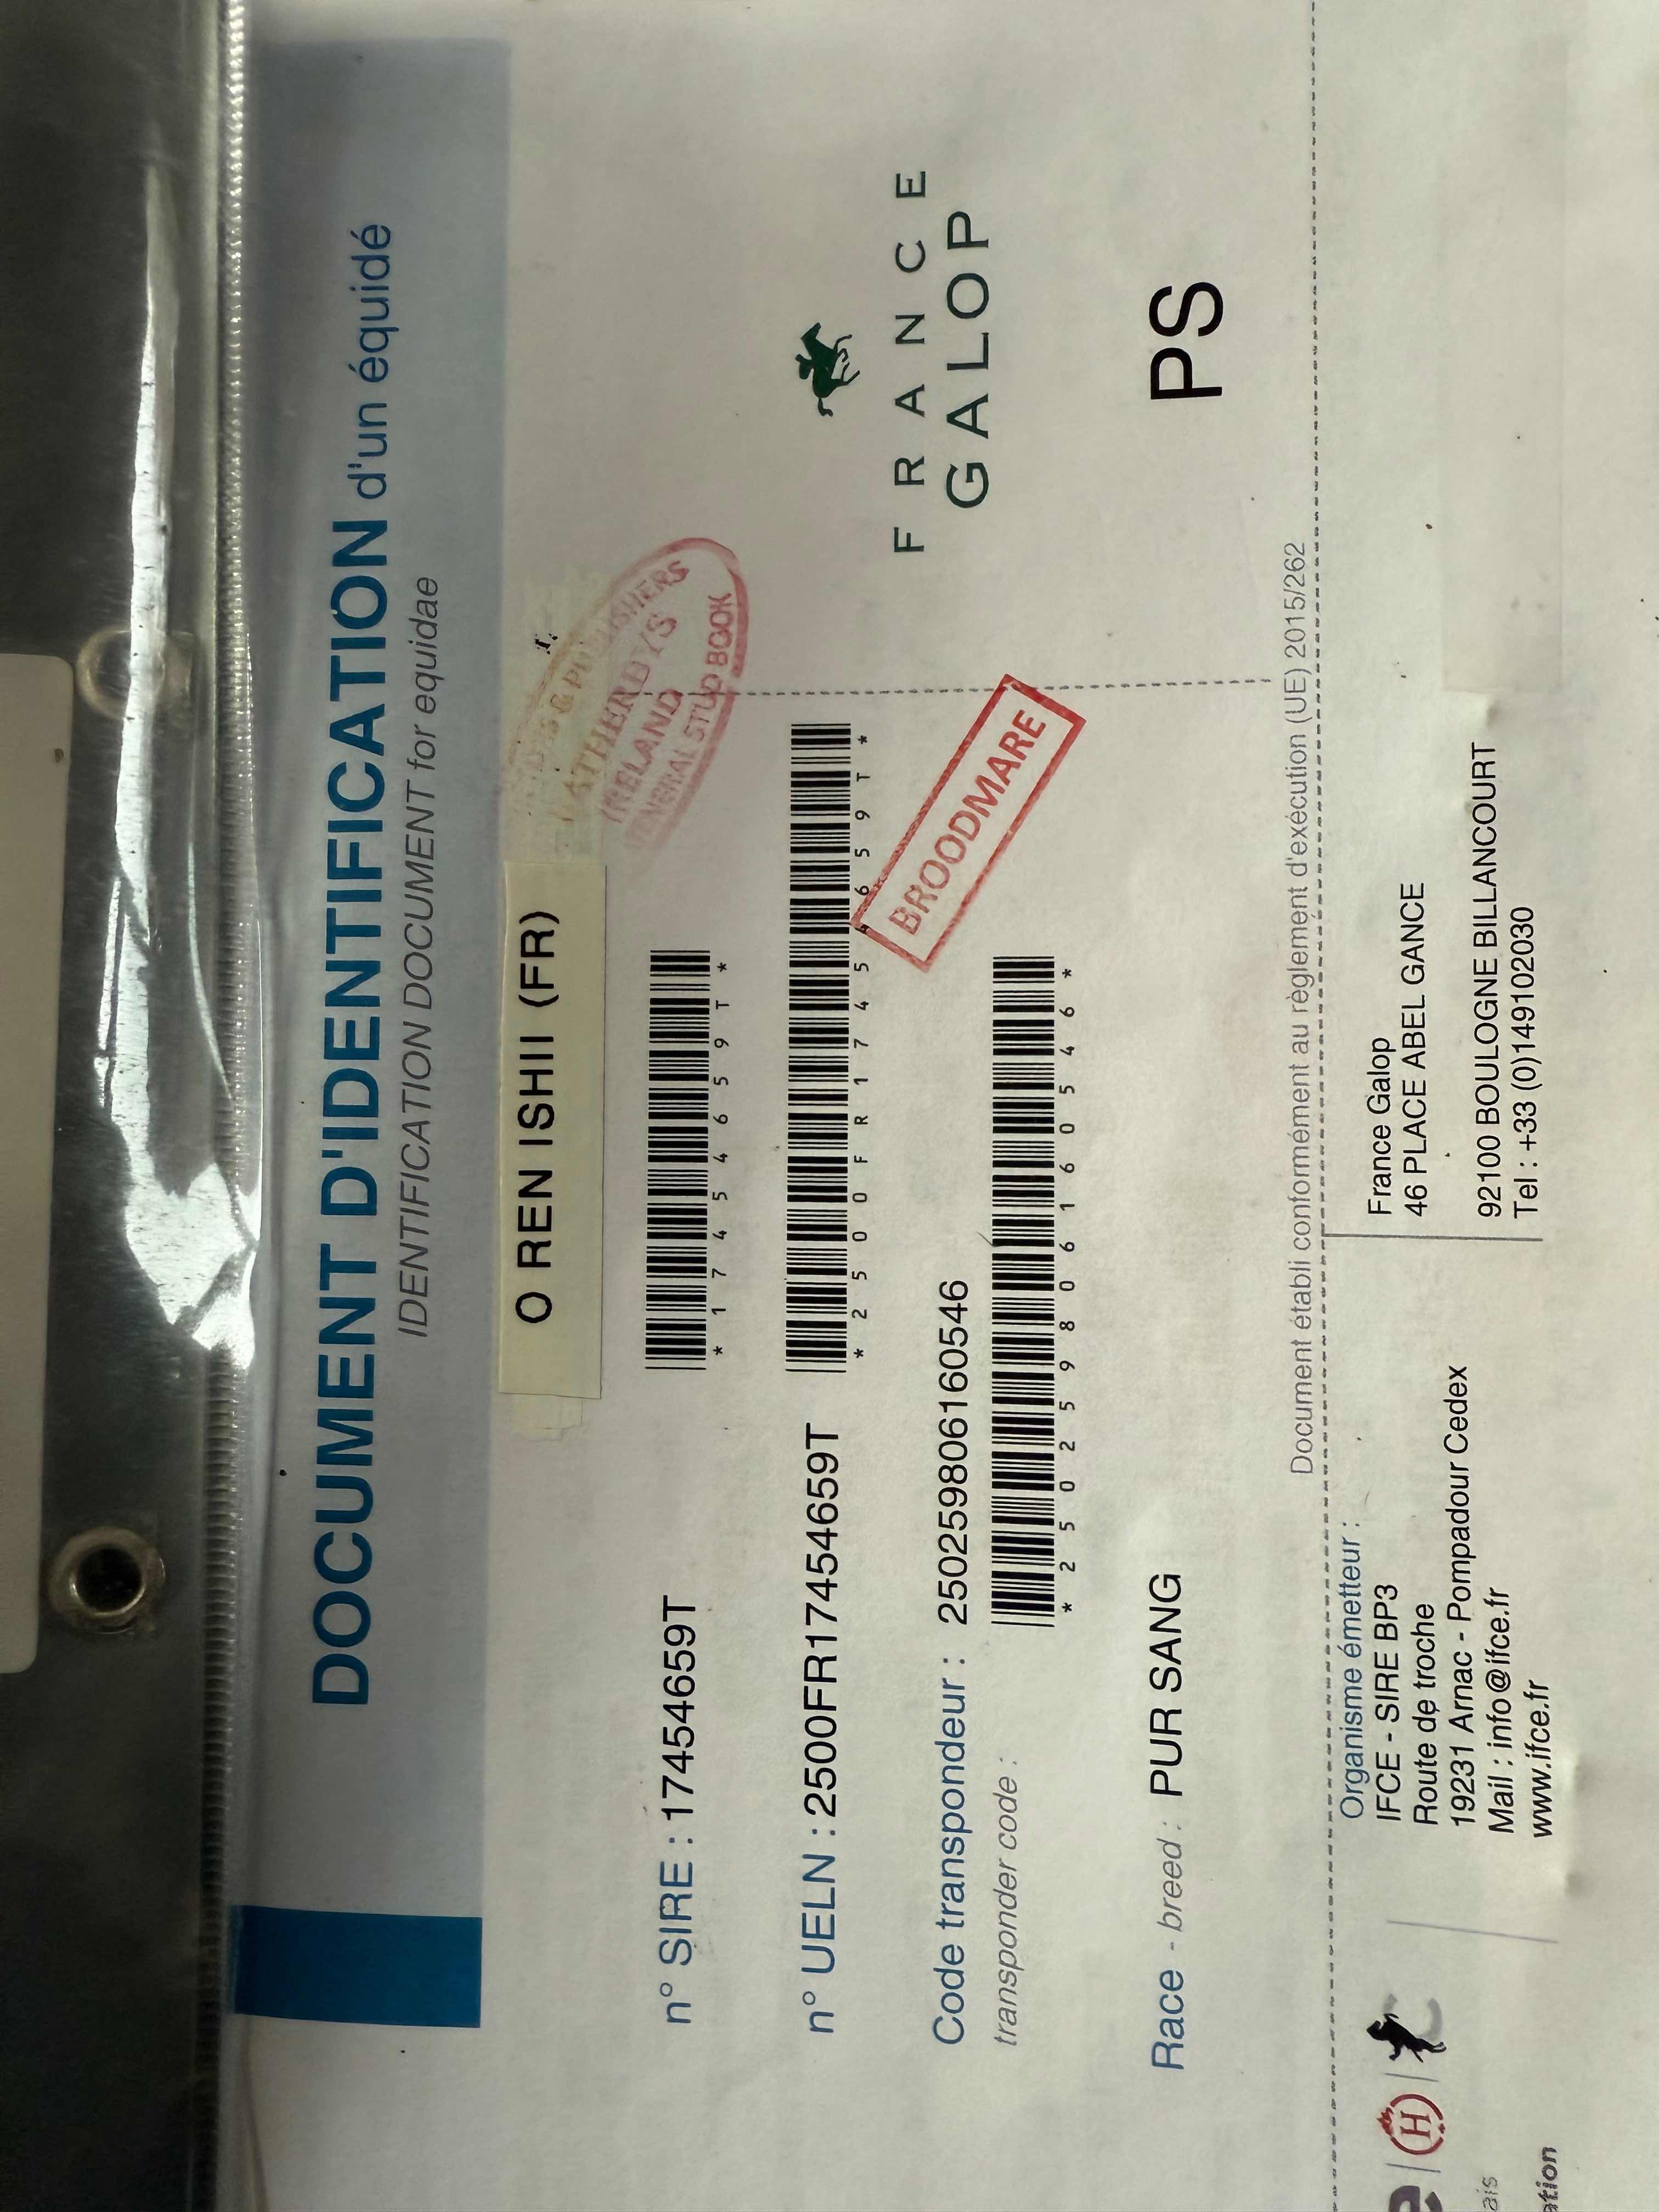 DOCUMENT D'IDENTIFICATION d'un équidé
IDENTIFICATION DOCUMENT for equidae
O REN ISHII (FR)
& PUBLISHERS
IRELAND
GENERAL STUD BOOK
n° SIRE : 17454659T
*17454659T*
n° UELN : 2500FR17454659T
*2500FR17454659T*
FRANCE
GALOP
BROODMARE
Code transpondeur : 250259806160546
transponder code :
*250259806160546*
Race - breed : PUR SANG
PS
Document établi conformément au règlement d'exécution (UE) 2015/262
Organisme émetteur :
IFCE - SIRE BP3
Route de troche
19231 Arnac - Pompadour Cedex
Mail : info@ifce.fr
www.ifce.fr
France Galop
46 PLACE ABEL GANCE
92100 BOULOGNE BILLANCOURT
Tel : +33 (0)149102030
H